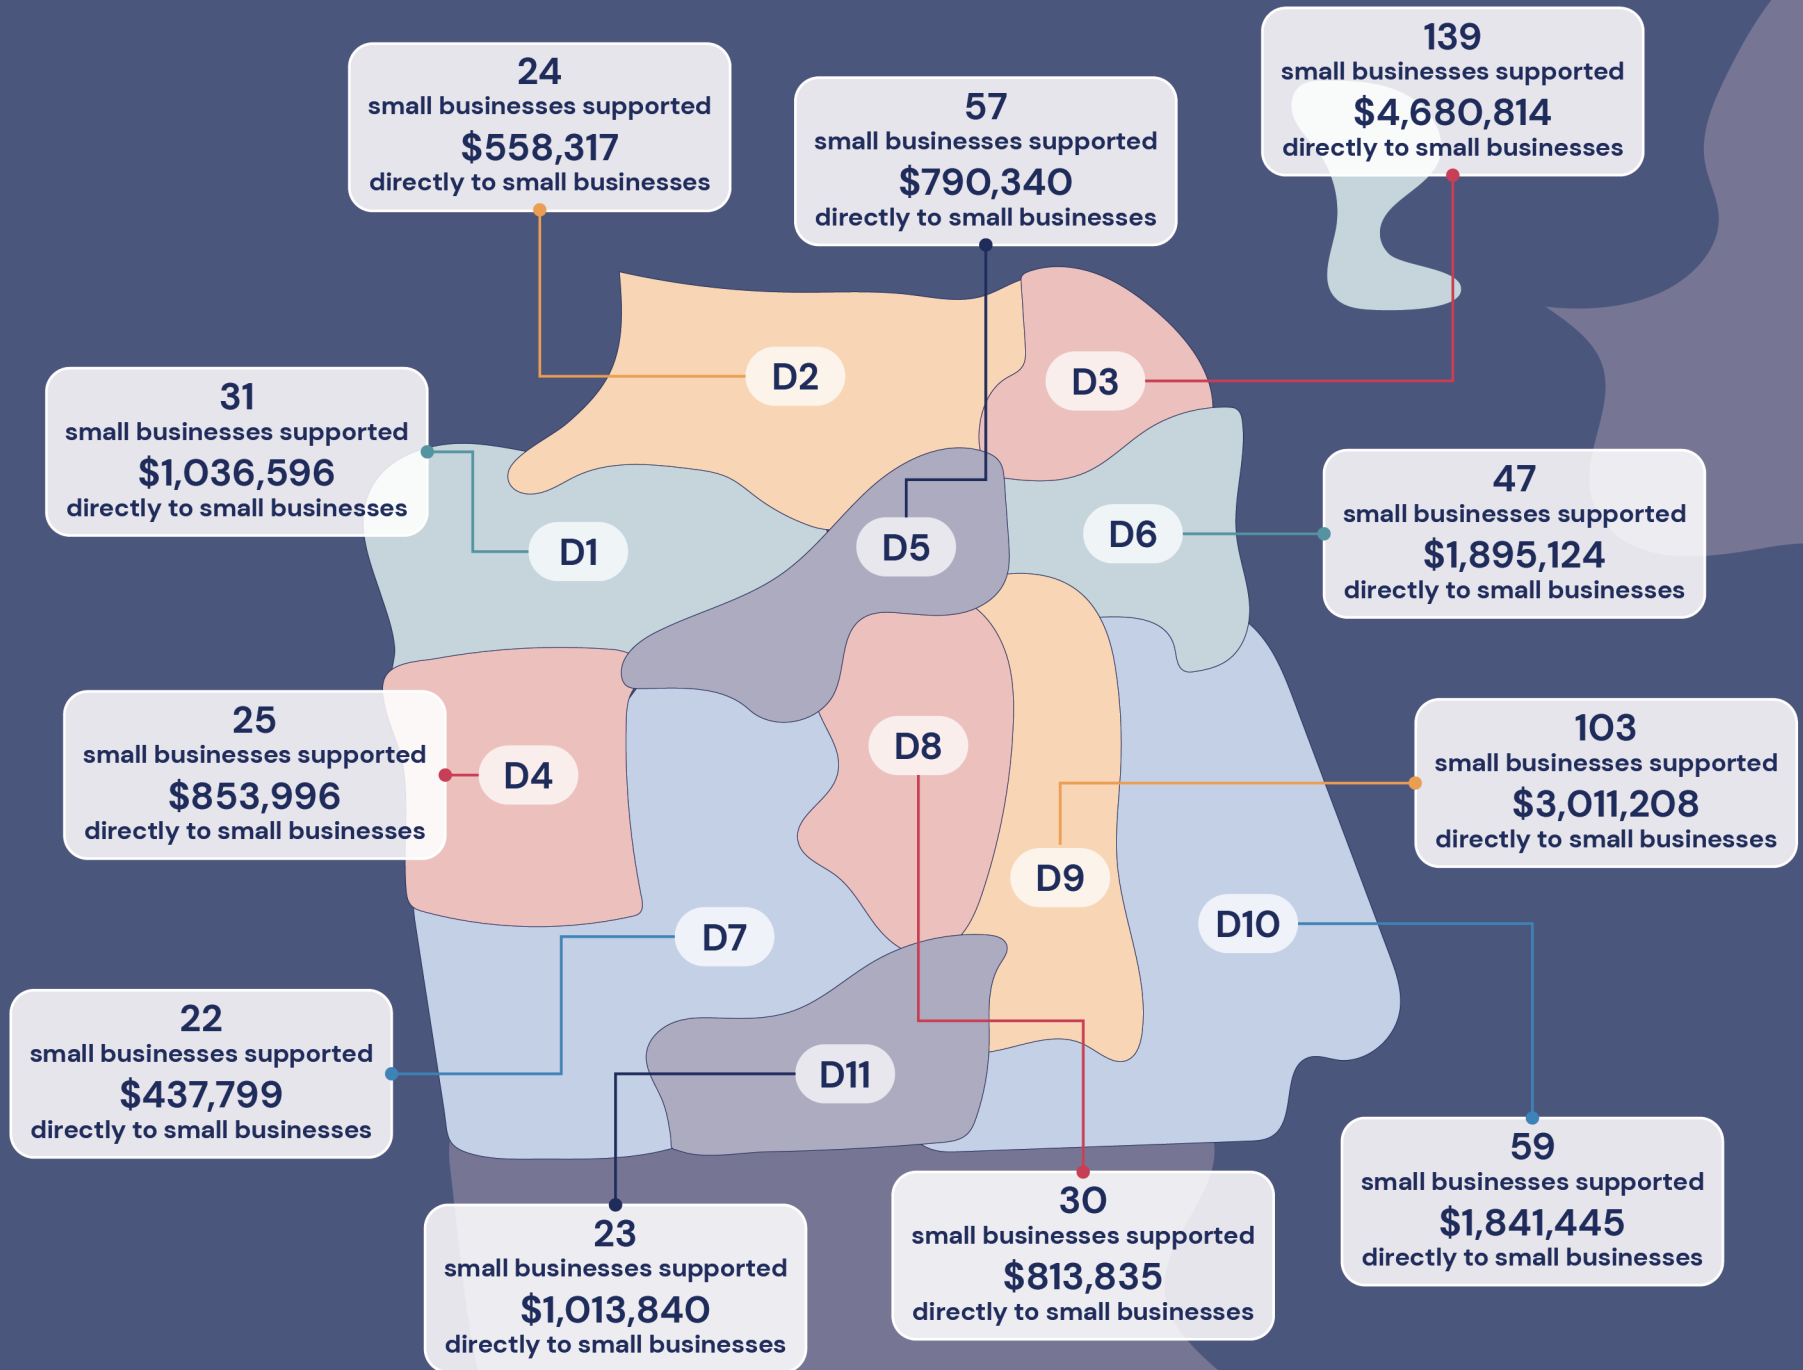 139
small businesses supported
$4,680,814
directly to small businesses
24
small businesses supported
$558,317
directly to small businesses
57
small businesses supported
$790,340
directly to small businesses
D2
D3
31
small businesses supported
$1,036,596
directly to small businesses
D1
D5
D6
47
small businesses supported
$1,895,124
directly to small businesses
25
small businesses supported
$853,996
directly to small businesses
D4
D8
103
small businesses supported
$3,011,208
directly to small businesses
D9
D7
D10
22
small businesses supported
$437,799
directly to small businesses
D11
59
small businesses supported
$1,841,445
directly to small businesses
30
small businesses supported
$813,835
directly to small businesses
23
small businesses supported
$1,013,840
directly to small businesses